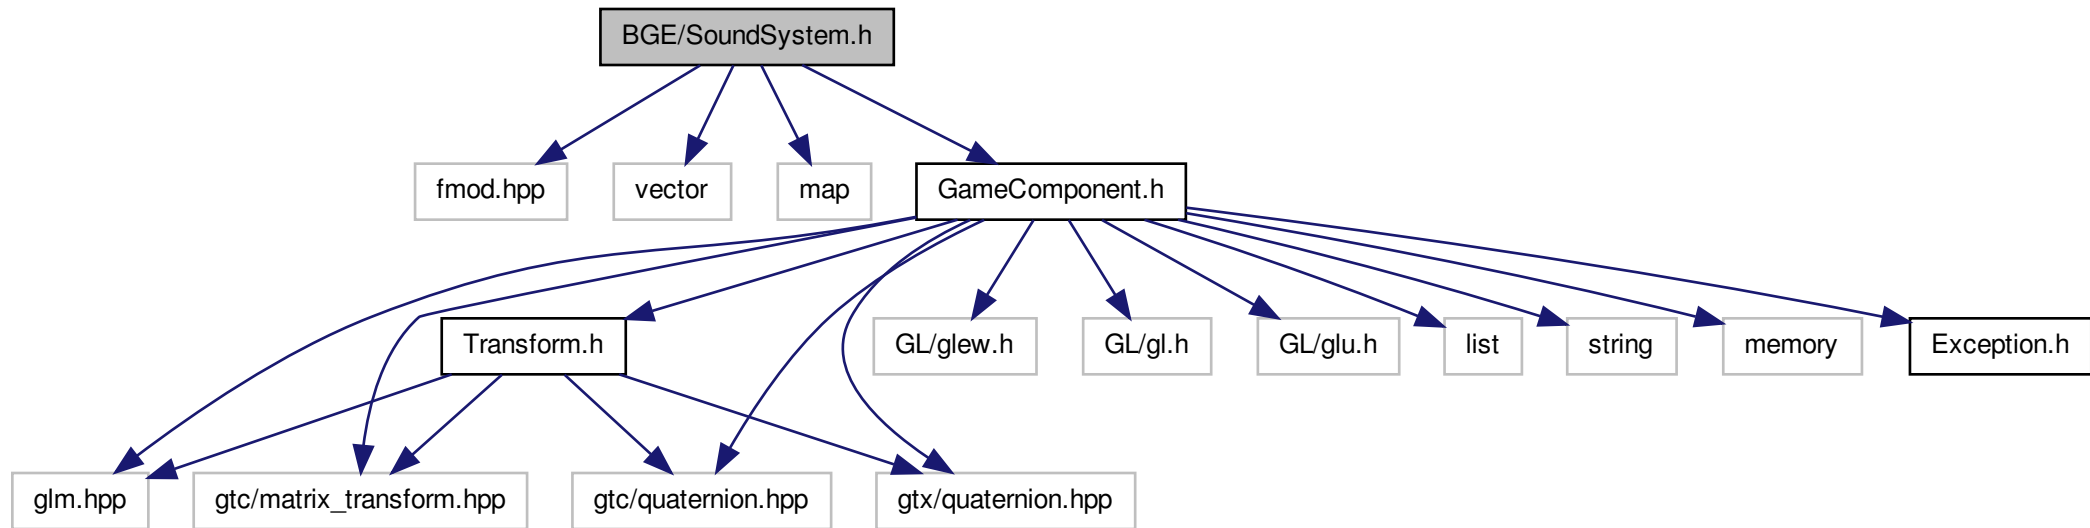 BGE/SoundSystem.h
fmod.hpp
vector
map
GameComponent.h
Transform.h
GL/glew.h
GL/gl.h
GL/glu.h
list
string
memory
Exception.h
glm.hpp
gtc/matrix_transform.hpp
gtc/quaternion.hpp
gtx/quaternion.hpp